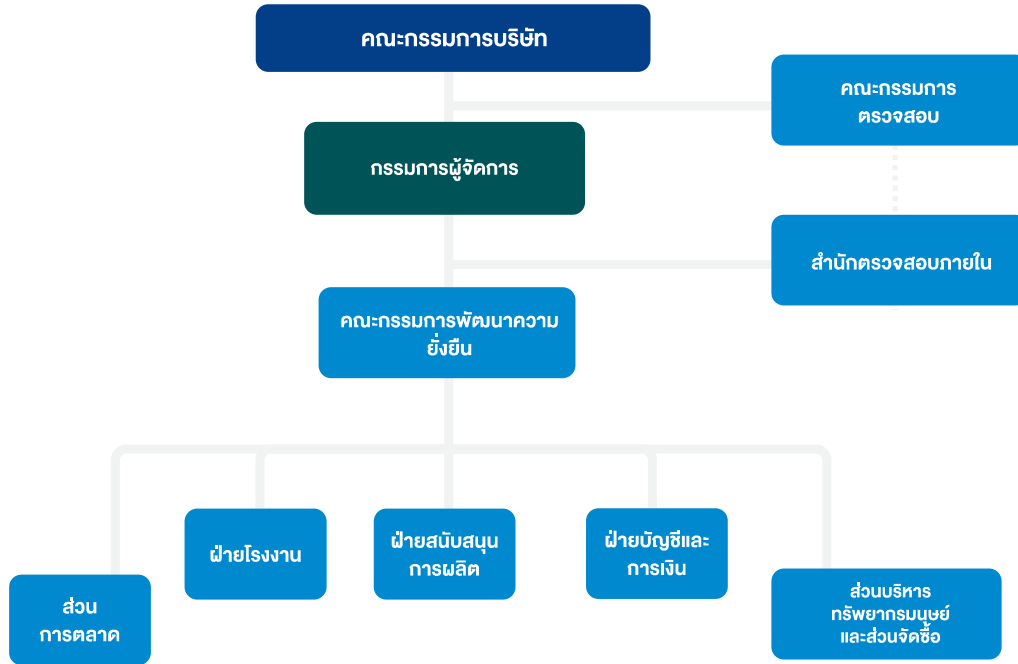 คณะกรรมการบริษัท
คณะกรรมการ
ตรวจสอบ
กรรมการผู้จัดการ
สำนักตรวจสอบภายใน
คณะกรรมการพัฒนาความ
ยั่งยืน
ส่วน
การตลาด
ฝ่ายโรงงาน
ฝ่ายสนับสนุน
การผลิต
ฝ่ายบัญชีและ
การเงิน
ส่วนบริหาร
ทรัพยากรมนุษย์
และส่วนจัดซื้อ